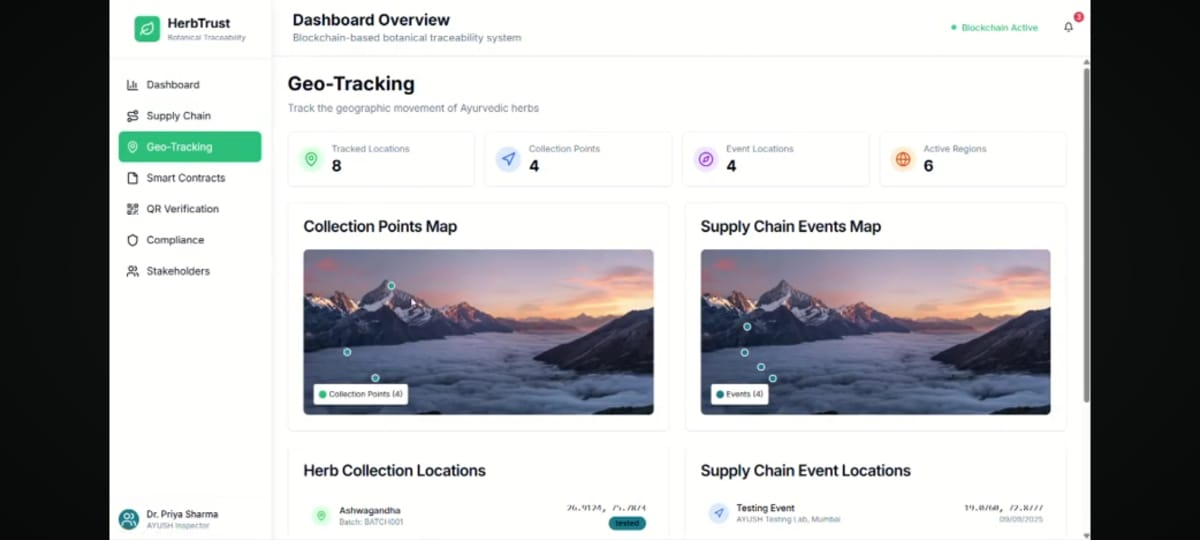 HerbTrust
Botanical Traceability
Dashboard
Supply Chain
Geo-Tracking
Smart Contracts
QR Verification
Compliance
Stakeholders
Dr. Priya Sharma
AYUSH Inspector
Dashboard Overview
Blockchain-based botanical traceability system
Blockchain Active
3
Geo-Tracking
Track the geographic movement of Ayurvedic herbs
Tracked Locations
8
Collection Points
4
Event Locations
4
Active Regions
6
Collection Points Map
Collection Points (4)
Supply Chain Events Map
Events (4)
Herb Collection Locations
Ashwagandha
Batch: BATCH001
26.9124, 75.7873
tested
Supply Chain Event Locations
Testing Event
AYUSH Testing Lab, Mumbai
19.0760, 72.8777
09/09/2025